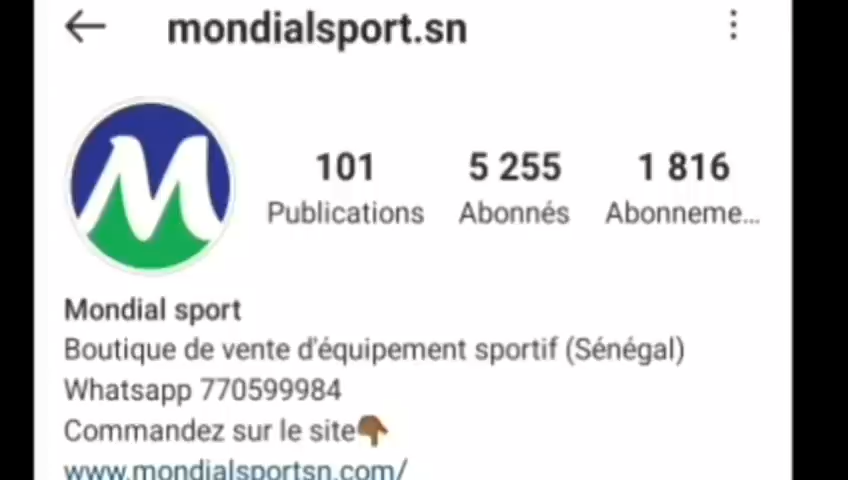 mondialsport.sn
M
101 5 255 1 816
Publications Abonnés Abonneme...
Mondial sport
Boutique de vente d'équipement sportif (Sénégal)
Whatsapp 770599984
Commandez sur le site👇🏾
www.mondialsportsn.com/